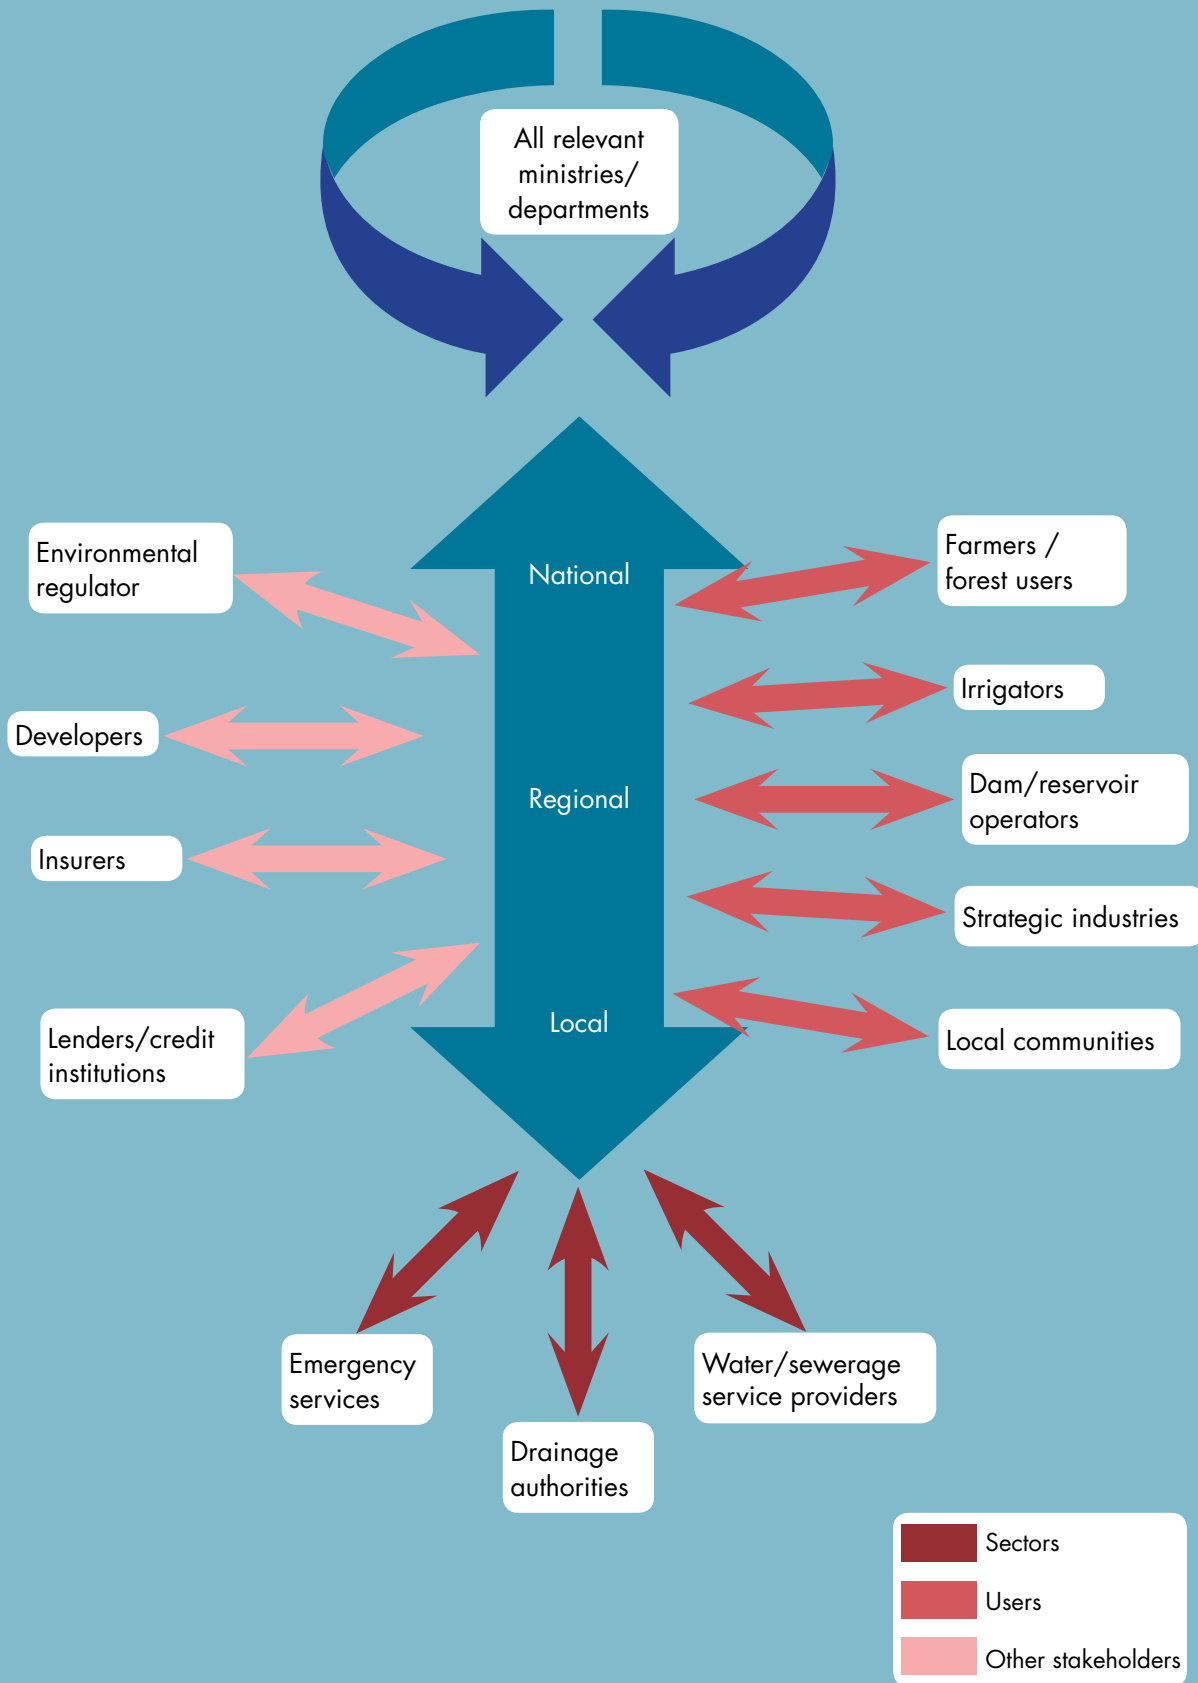 All relevant
ministries/
departments
National
Regional
Local
Environmental
regulator
Developers
Insurers
Lenders/credit
institutions
Farmers /
forest users
Irrigators
Dam/reservoir
operators
Strategic industries
Local communities
Emergency
services
Drainage
authorities
Water/sewerage
service providers
Sectors
Users
Other stakeholders